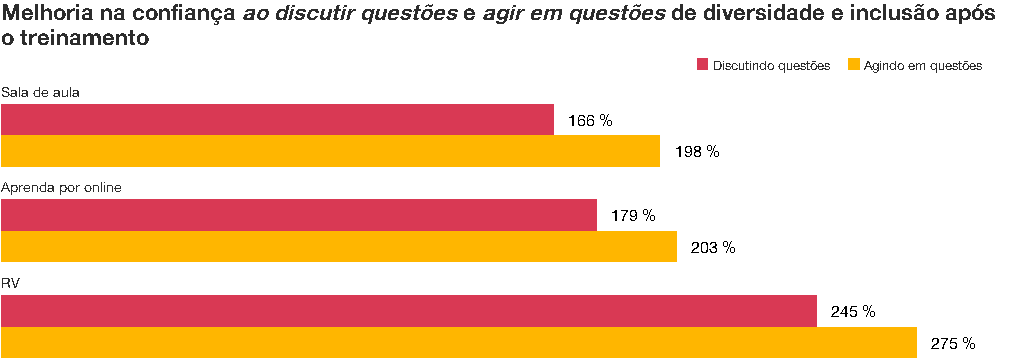 Melhoria na confiança ao discutir questões e agir em questões de diversidade e inclusão após
o treinamento
Discutindo questões Agindo em questões
Sala de aula
166 %
198 %
Aprenda por online
179 %
203 %
RV
245 %
275 %